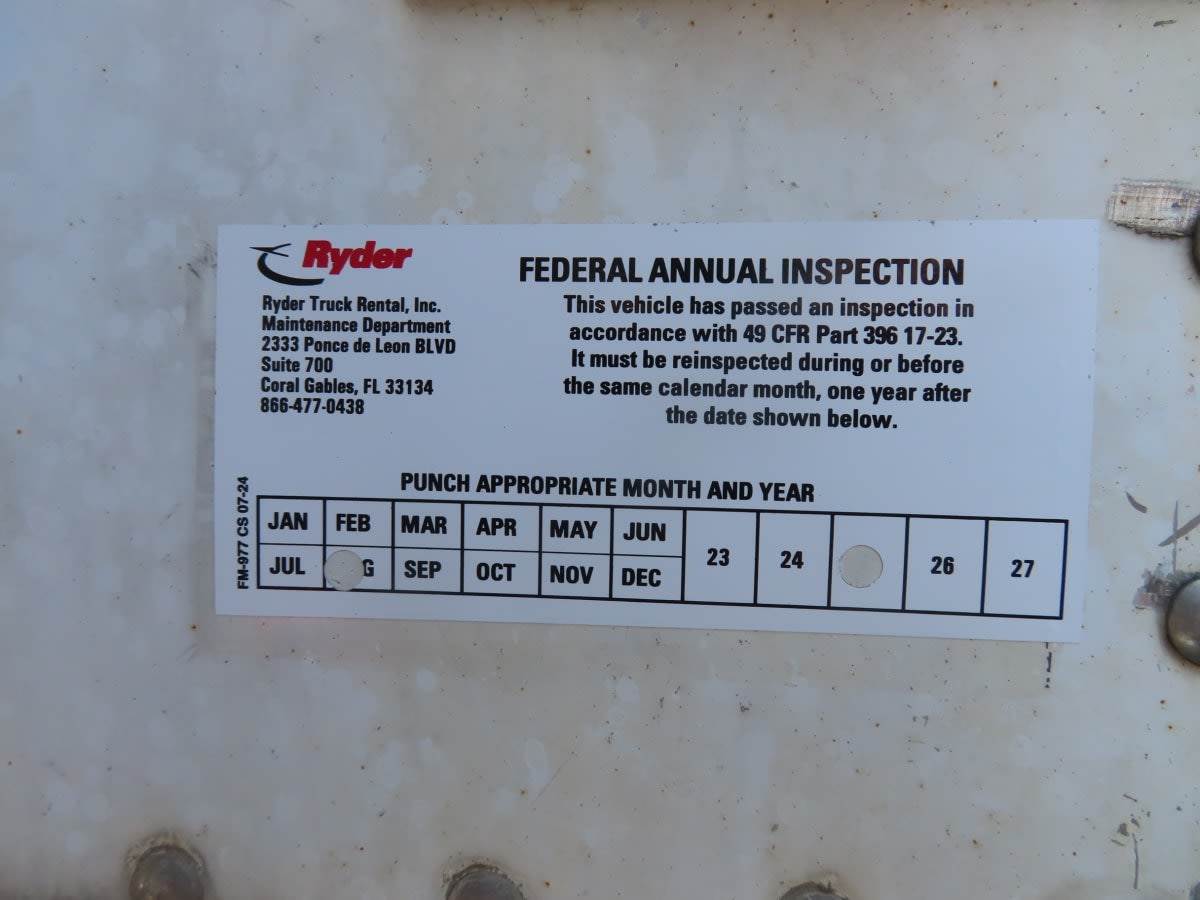 Ryder
Ryder Truck Rental, Inc.
Maintenance Department
2333 Ponce de Leon BLVD
Suite 700
Coral Gables, FL 33134
866-477-0438
FEDERAL ANNUAL INSPECTION
This vehicle has passed an inspection in
accordance with 49 CFR Part 396 17-23.
It must be reinspected during or before
the same calendar month, one year after
the date shown below.
PUNCH APPROPRIATE MONTH AND YEAR
FM-977 CS 07-24
JAN FEB MAR APR MAY JUN
JUL G SEP OCT NOV DEC
23 24 26 27